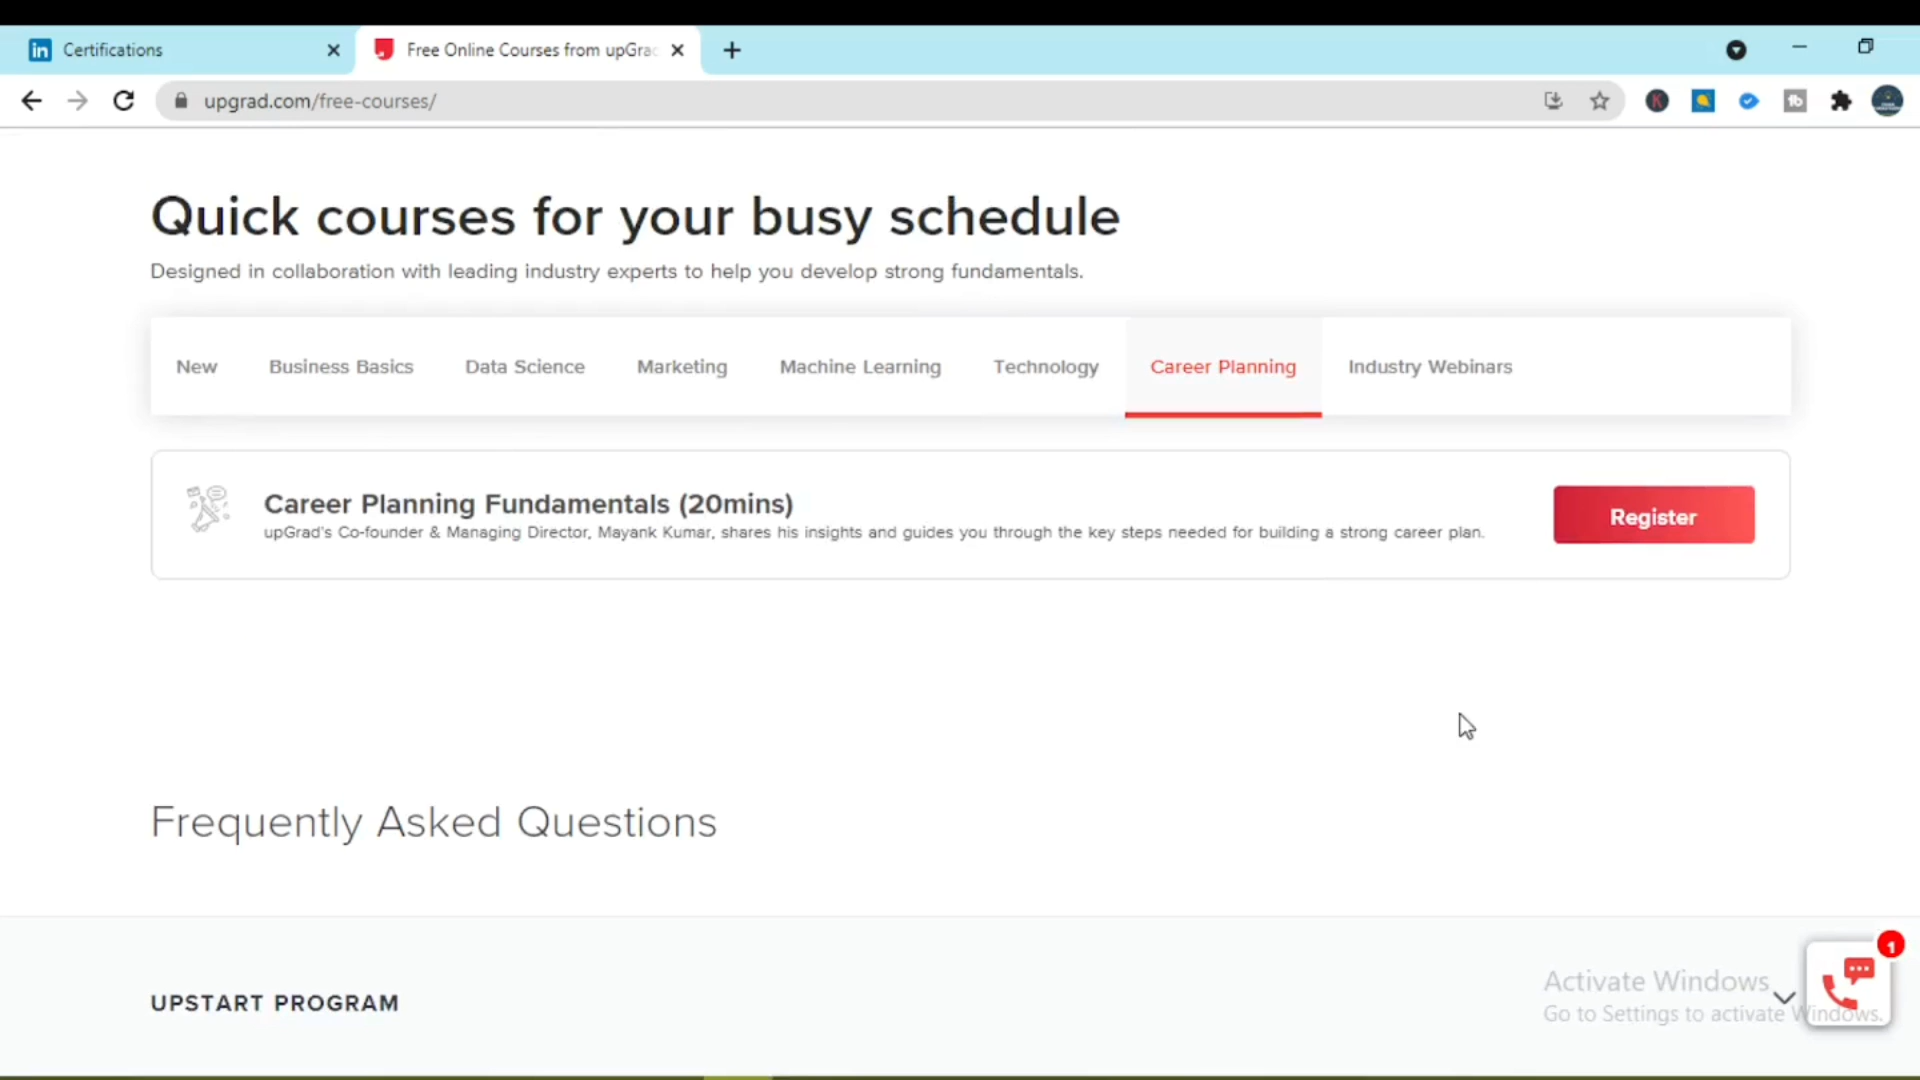 in Certifications
Free Online Courses from upGrad
upgrad.com/free-courses/
K
tb
Quick courses for your busy schedule
Designed in collaboration with leading industry experts to help you develop strong fundamentals.
New Business Basics Data Science Marketing Machine Learning Technology Career Planning Industry Webinars
Career Planning Fundamentals (20mins)
upGrad's Co-founder & Managing Director, Mayank Kumar, shares his insights and guides you through the key steps needed for building a strong career plan.
Register
Frequently Asked Questions
UPSTART PROGRAM
1
Activate Windows
Go to Settings to activate Windows.